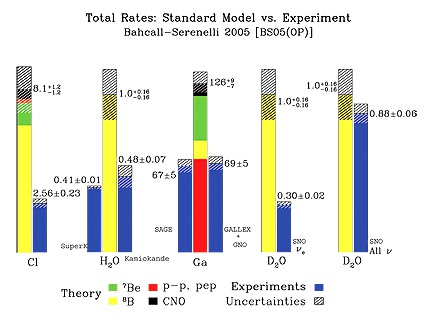 Total Rates: Standard Model vs. Experiment
Bahcall-Serenelli 2005 [BS05(OP)]
8.1+1.2 -1.2
2.56±0.23
0.41±0.01
1.0+0.16 -0.16
0.48±0.07
67±5
126+9 -7
69±5
1.0+0.16 -0.16
0.30±0.02
1.0+0.16 -0.16
0.88±0.06
SuperK
Kamiokande
SAGE
GALLEX
+
GNO
SNO
νe
SNO
All ν
Cl
H2O
Ga
D2O
D2O
Theory
7Be
p-p, pep
Experiments
8B
CNO
Uncertainties